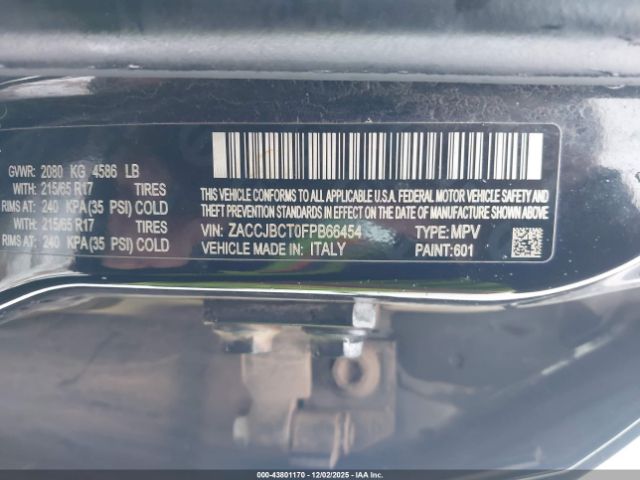 GVWR: 2080 KG 4586 LB
WITH: 215/65 R17 TIRES
RIMS AT: 240 KPA(35 PSI) COLD
WITH: 215/65 R17 TIRES
RIMS AT: 240 KPA(35 PSI) COLD
THIS VEHICLE CONFORMS TO ALL APPLICABLE U.S.A. FEDERAL MOTOR VEHICLE SAFETY AND
THEFT PREVENTION STANDARDS IN EFFECT ON THE DATE OF MANUFACTURE SHOWN ABOVE
VIN: ZACCJBCT0FPB66454 TYPE: MPV
VEHICLE MADE IN: ITALY PAINT:601
00-43801170 • 12/02/2025 • IAAI.COM